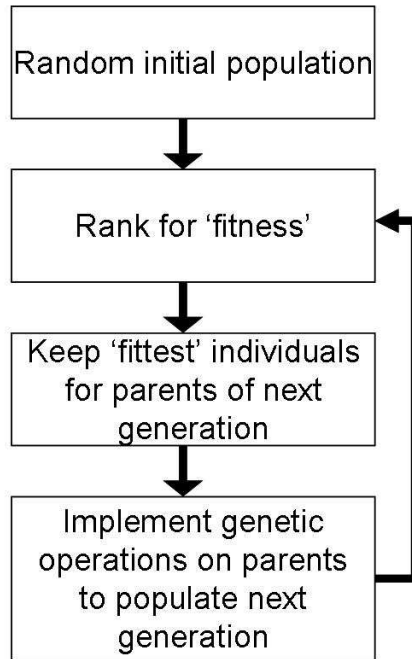 Random initial population
Rank for ‘fitness’
Keep ‘fittest’ individuals
for parents of next
generation
Implement genetic
operations on parents
to populate next
generation